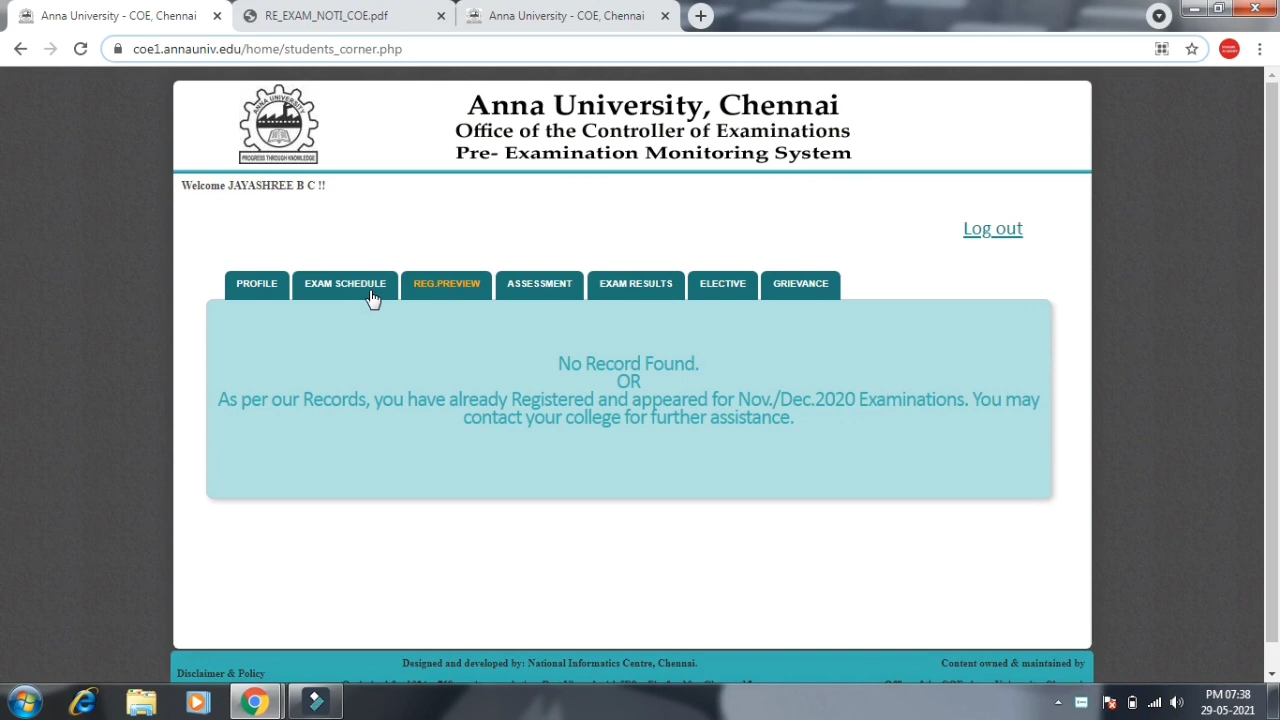 Anna University - COE, Chennai
RE_EXAM_NOTI_COE.pdf
Anna University - COE, Chennai
coe1.annauniv.edu/home/students_corner.php
Anna University, Chennai
Office of the Controller of Examinations
Pre- Examination Monitoring System
PROGRESS THROUGH KNOWLEDGE
Welcome JAYASHREE B C !!
Log out
PROFILE
EXAM SCHEDULE
REG.PREVIEW
ASSESSMENT
EXAM RESULTS
ELECTIVE
GRIEVANCE
No Record Found.
OR
As per our Records, you have already Registered and appeared for Nov./Dec.2020 Examinations. You may
contact your college for further assistance.
Designed and developed by: National Informatics Centre, Chennai.
Content owned & maintained by
Disclaimer & Policy
PM 07:38
29-05-2021